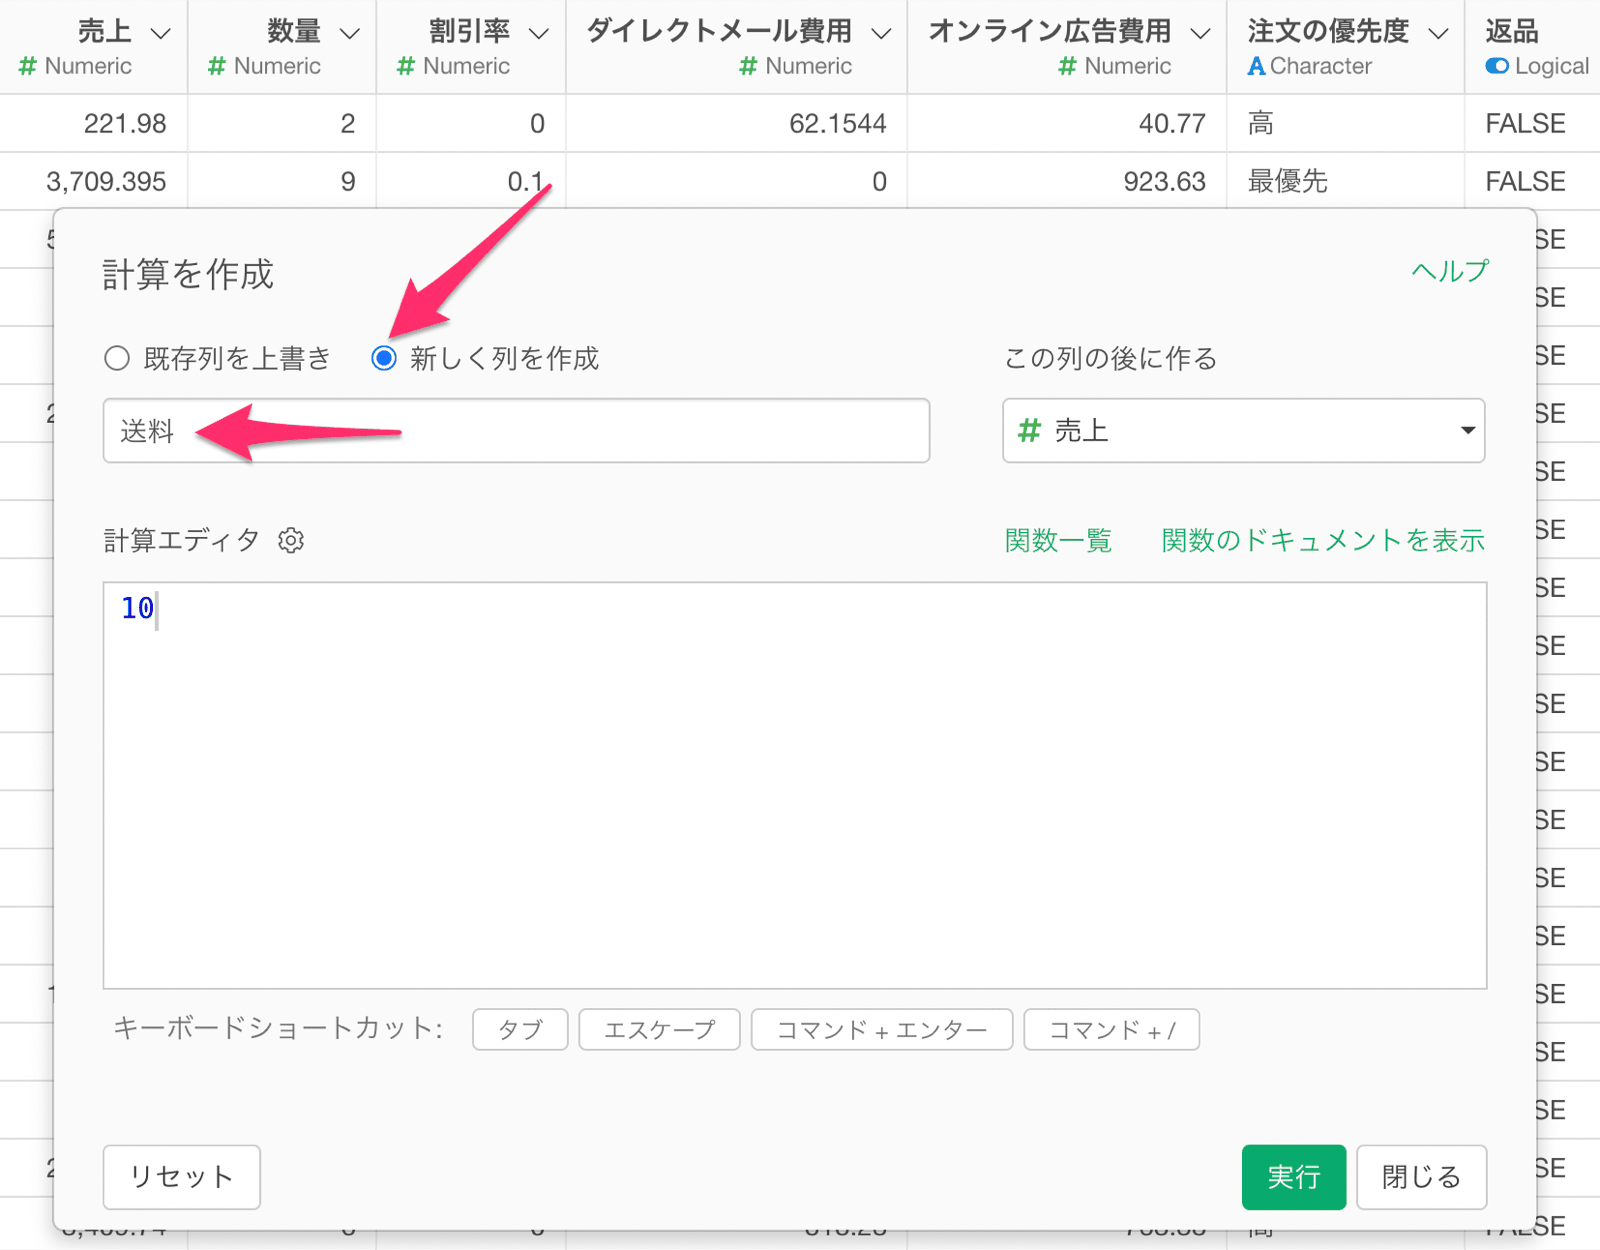 売上 数量 割引率 ダイレクトメール費用 オンライン広告費用 注文の優先度 返品
# Numeric # Numeric # Numeric # Numeric # Numeric A Character Logical
221.98 2 0 62.1544 40.77 高 FALSE
3,709.395 9 0.1 0 923.63 最優先 FALSE
計算を作成 ヘルプ
既存列を上書き 新しく列を作成 この列の後に作る
送料 # 売上
計算エディタ 関数一覧 関数のドキュメントを表示
10
キーボードショートカット: タブ エスケープ コマンド + エンター コマンド + /
リセット 実行 閉じる